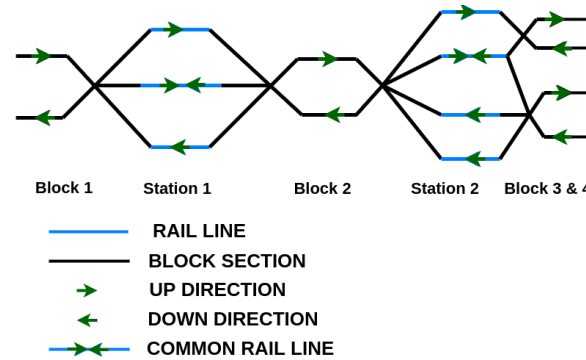 Block 1 Station 1 Block 2 Station 2 Block 3 & 4
RAIL LINE
BLOCK SECTION
UP DIRECTION
DOWN DIRECTION
COMMON RAIL LINE